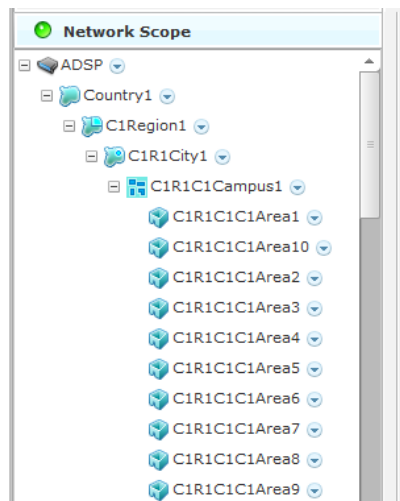 Network Scope
ADSP
Country1
C1Region1
C1R1City1
C1R1C1Campus1
C1R1C1C1Area1
C1R1C1C1Area10
C1R1C1C1Area2
C1R1C1C1Area3
C1R1C1C1Area4
C1R1C1C1Area5
C1R1C1C1Area6
C1R1C1C1Area7
C1R1C1C1Area8
C1R1C1C1Area9